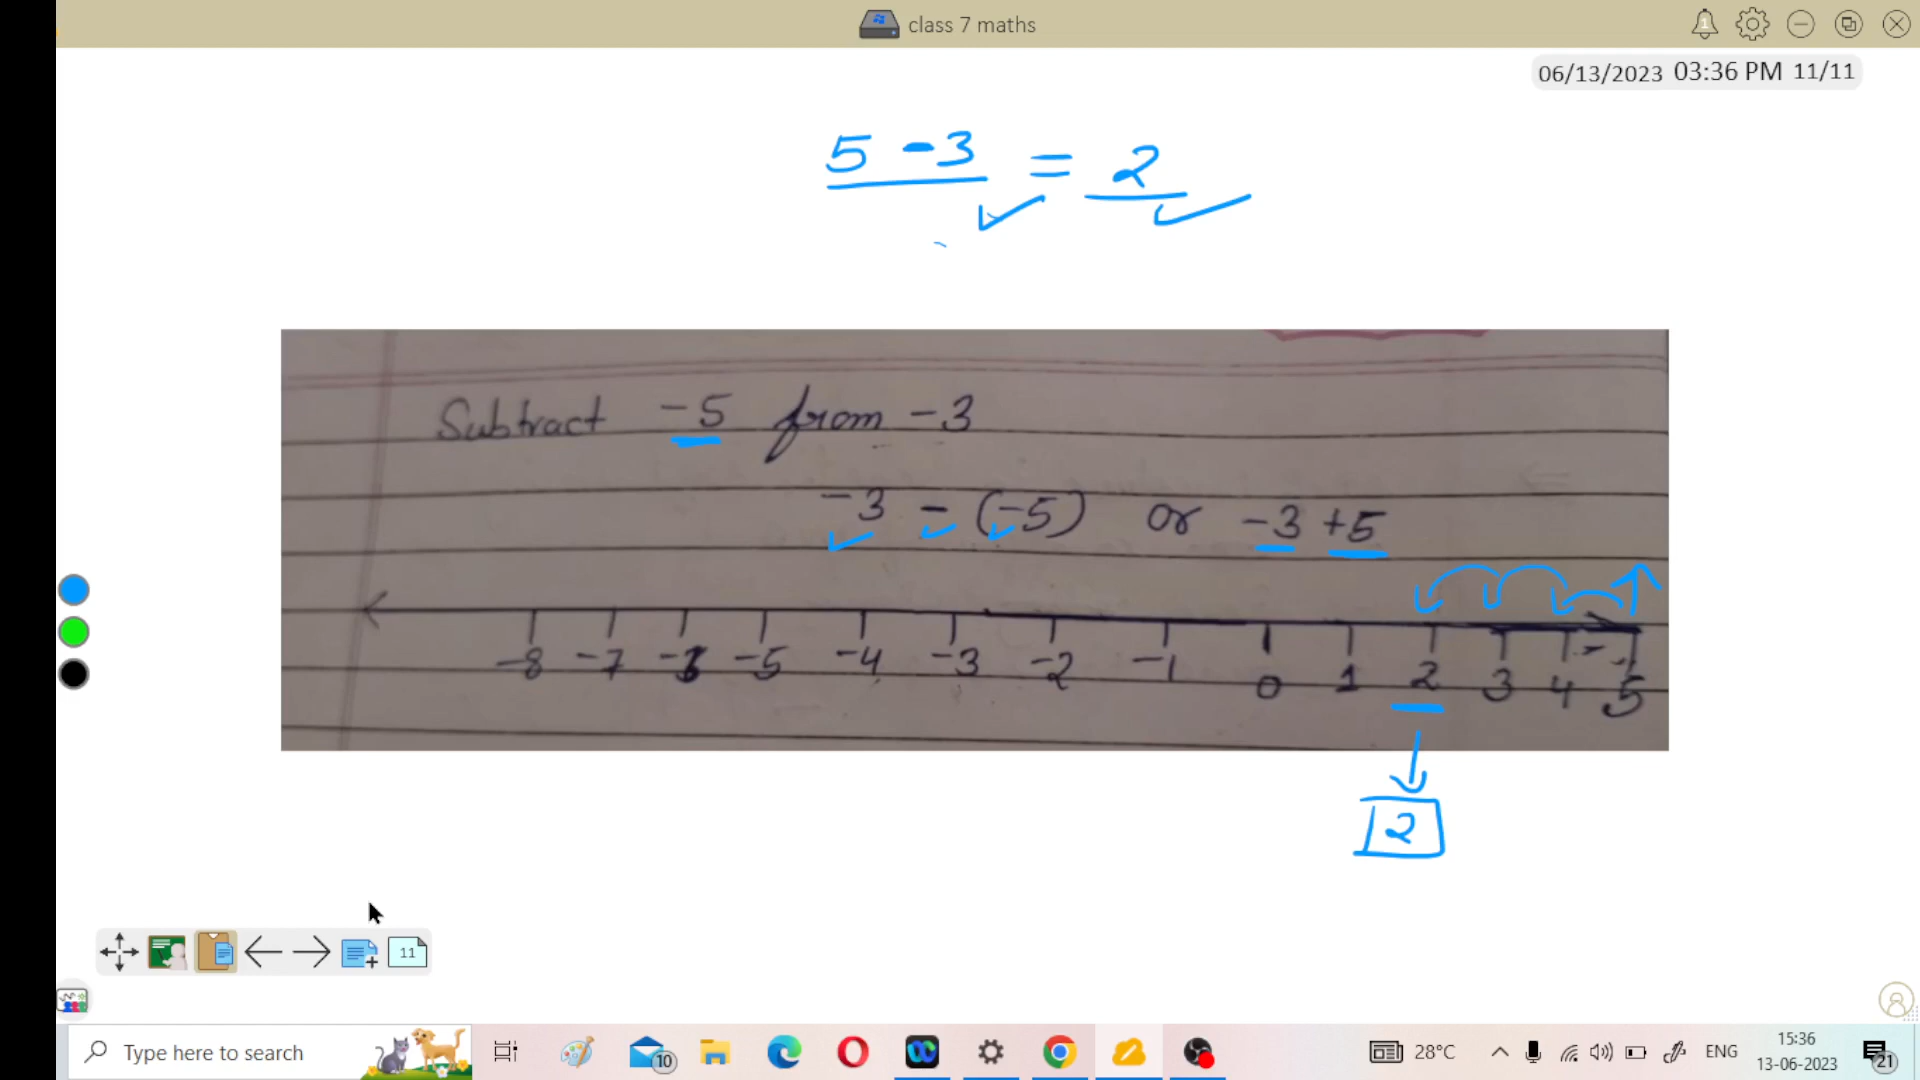 class 7 maths
06/13/2023 03:36 PM 11/11
5 - 3 = 2
Subtract -5 from -3
-3 - (-5) or -3 +5
-8 -7 -5 -4 -3 -2 -1 0 1 2 3 4 5
2
11
Type here to search
10
28°C
ENG
15:36
13-06-2023
21